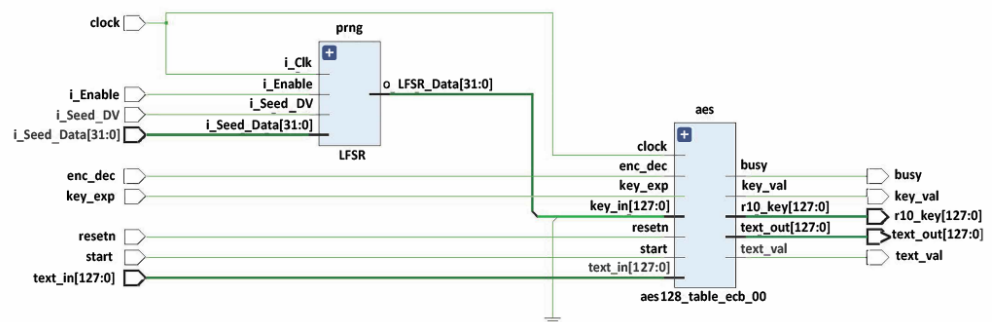 clock
prng
i_Clk
i_Enable
i_Enable
o_LFSR_Data[31:0]
i_Seed_DV
i_Seed_DV
i_Seed_Data[31:0]
i_Seed_Data[31:0]
LFSR
aes
clock
enc_dec
enc_dec
busy
busy
key_exp
key_exp
key_val
key_val
key_in[127:0]
r10_key[127:0]
r10_key[127:0]
resetn
resetn
text_out[127:0]
text_out[127:0]
start
start
text_val
text_val
text_in[127:0]
text_in[127:0]
aes128_table_ecb_00